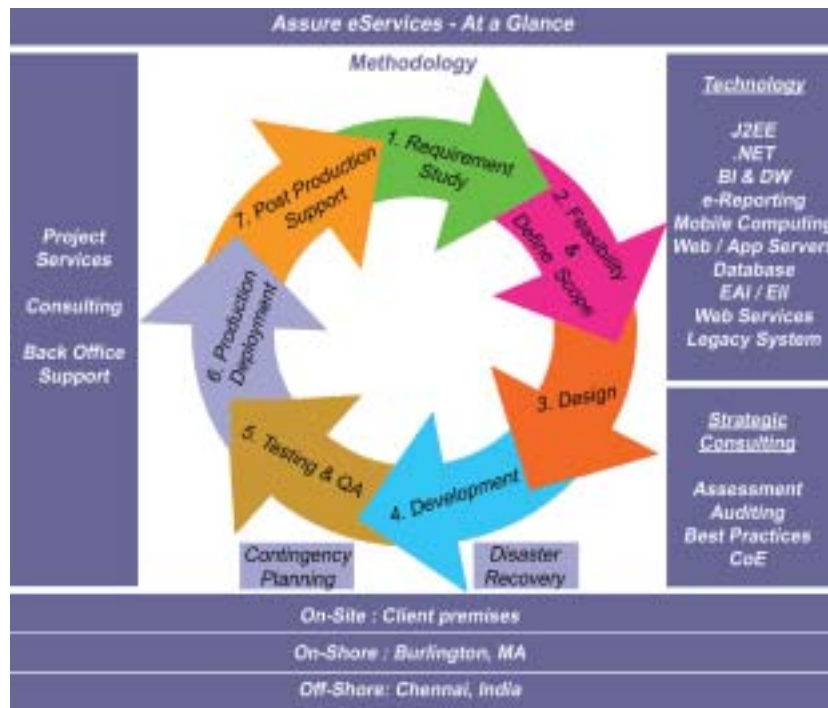 Assure eServices - At a Glance
Methodology
Project
Services
Consulting
Back Office
Support
1. Requirement
Study
2. Feasibility
&
Define Scope
3. Design
4. Development
5. Testing & QA
6. Production
Deployment
7. Post Production
Support
Contingency
Planning
Disaster
Recovery
Technology
J2EE
.NET
BI & DW
e-Reporting
Mobile Computing
Web / App Servers
Database
EAI / EII
Web Services
Legacy System
Strategic
Consulting
Assessment
Auditing
Best Practices
CoE
On-Site : Client premises
On-Shore : Burlington, MA
Off-Shore: Chennai, India